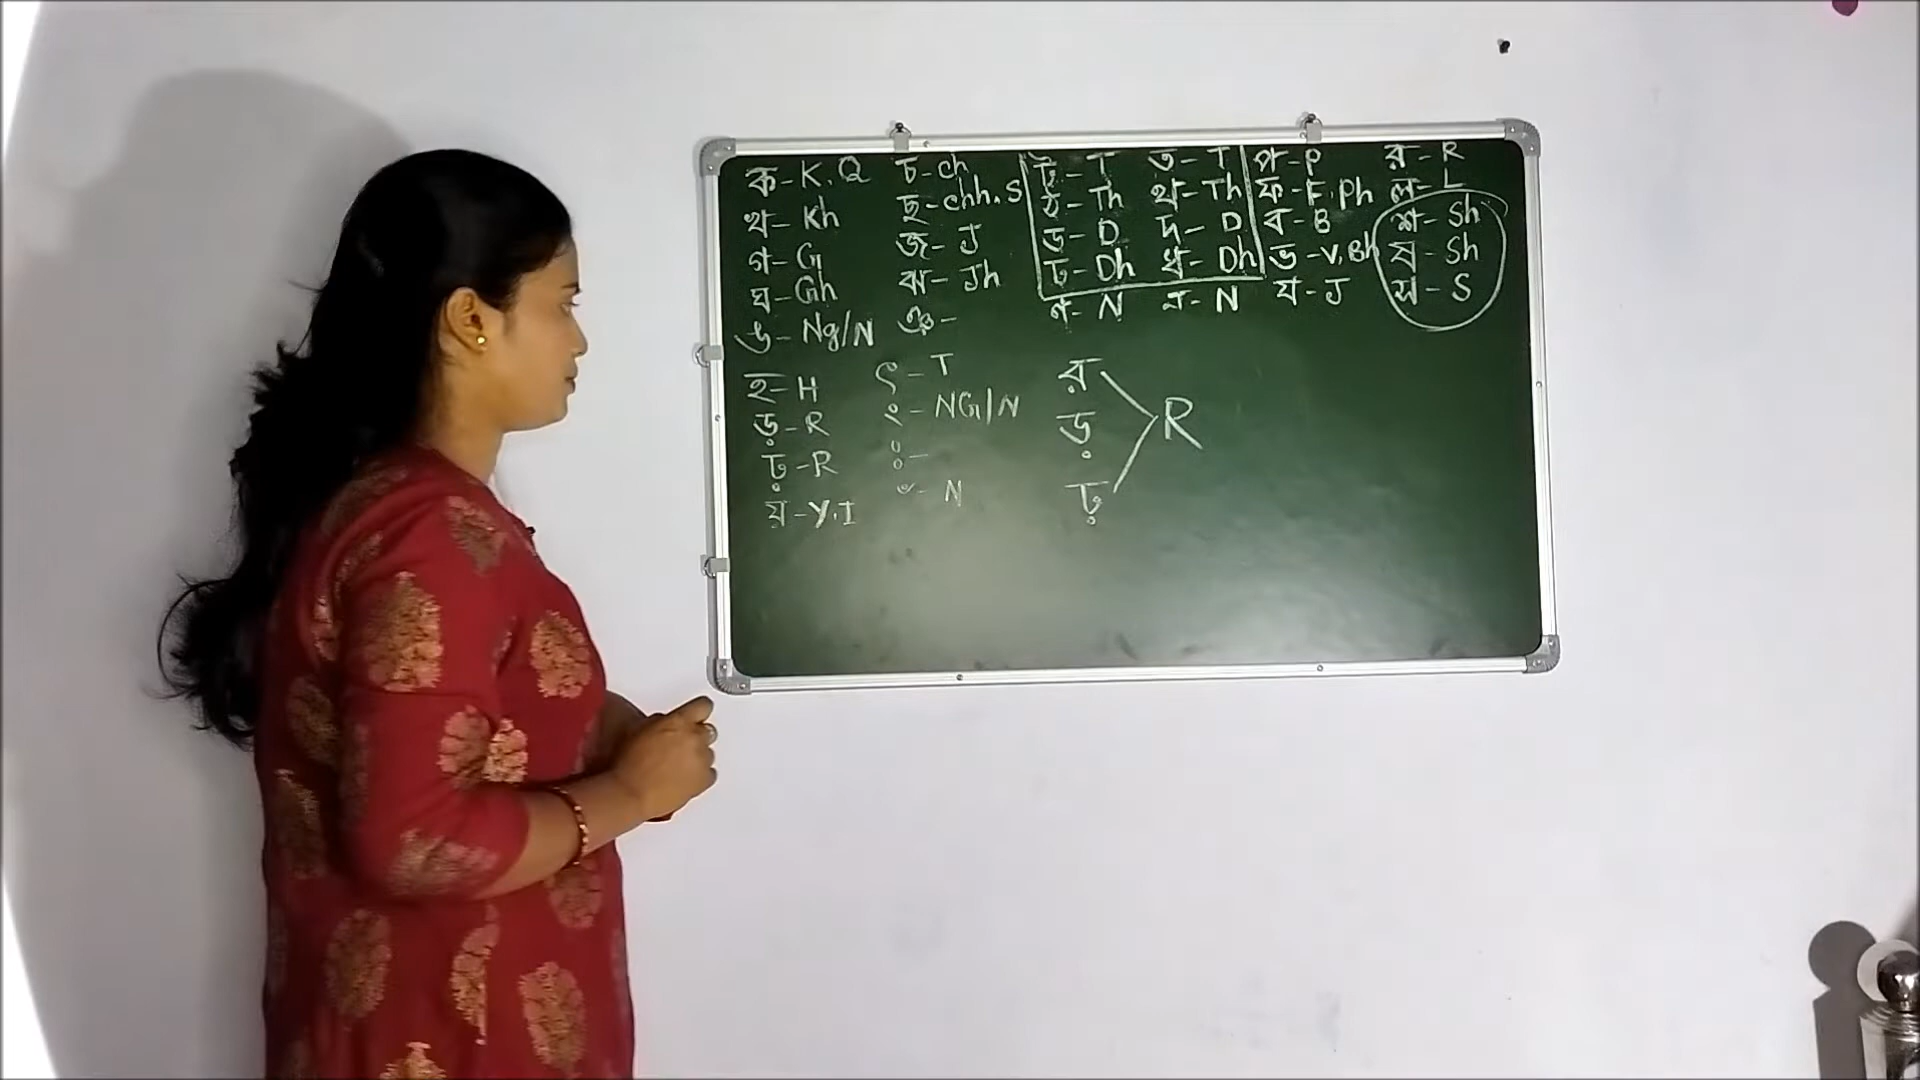 ক - K, Q চ - ch ট - T ত - T প - P র - R
খ - Kh ছ - chh, S ঠ - Th থ - Th ফ - F, Ph ল - L
গ - G জ - J ড - D দ - D ব - B শ - Sh
ঘ - Gh ঝ - Jh ঢ - Dh ধ - Dh ভ - V, Bh ষ - Sh
ঙ - Ng/N ঞ - ণ - N ন - N য - J স - S
হ - H ৎ - T র
ড় - R ং - NG/N ড় R
ঢ় - R ঃ - ঢ়
য় - Y, I ঁ - N